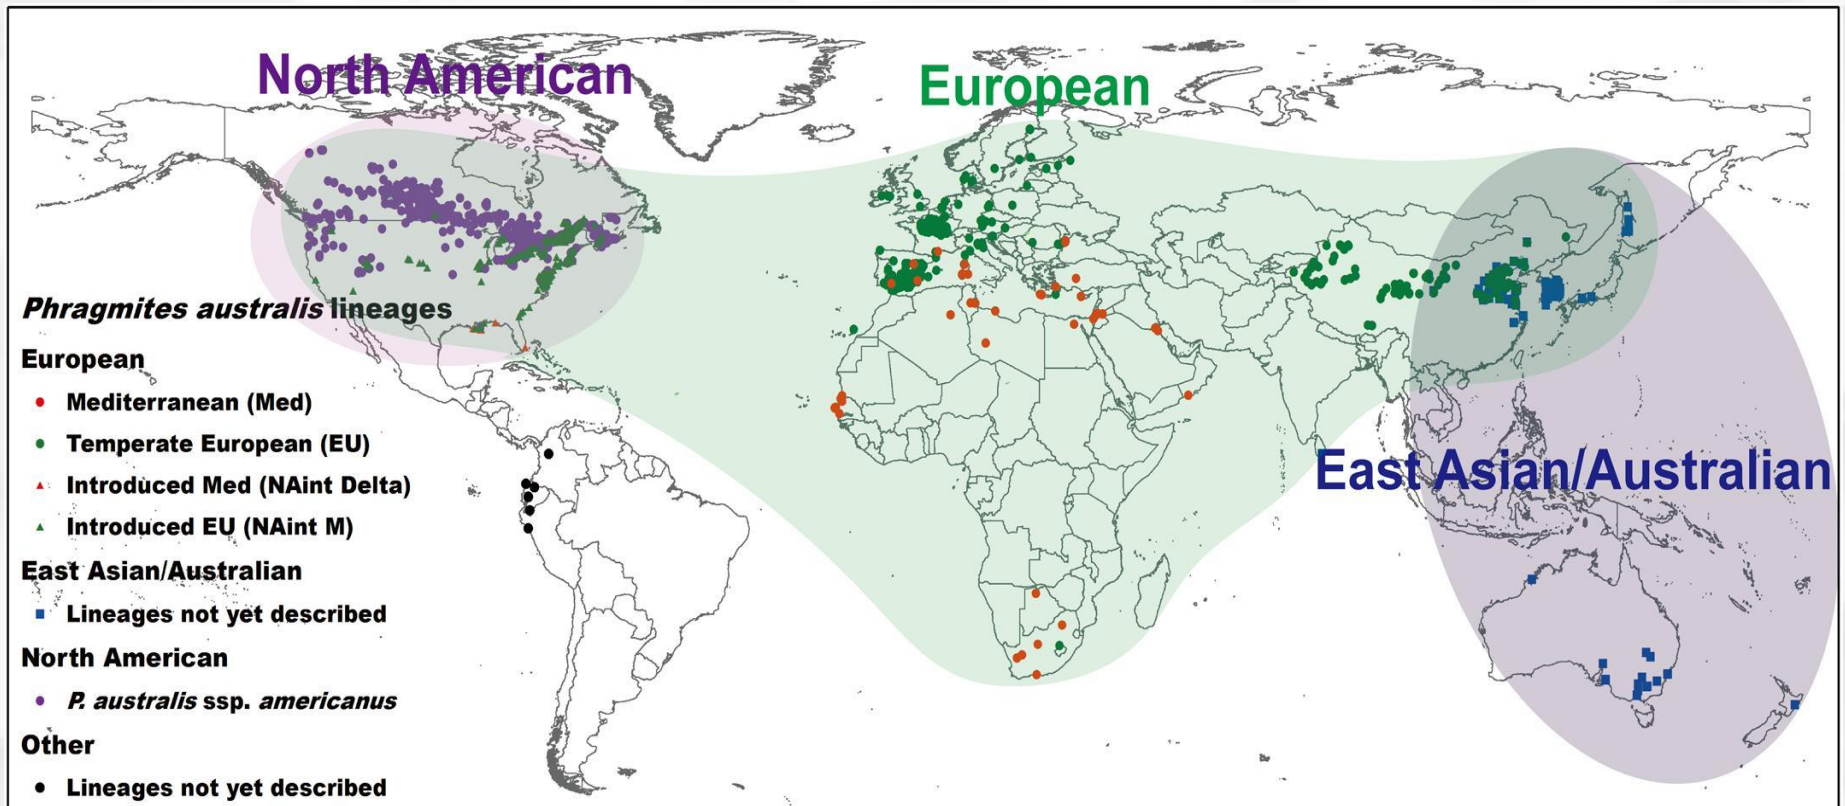 North American
European
Phragmites australis lineages
European
Mediterranean (Med)
Temperate European (EU)
Introduced Med (NAint Delta)
Introduced EU (NAint M)
East Asian/Australian
East Asian/Australian
Lineages not yet described
North American
P. australis ssp. americanus
Other
Lineages not yet described